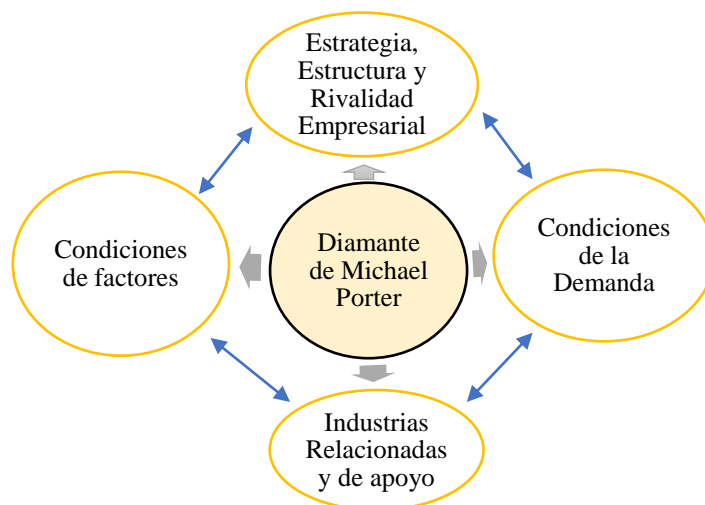 Estrategia,
Estructura y
Rivalidad
Empresarial
Condiciones
de factores
Diamante
de Michael
Porter
Condiciones
de la
Demanda
Industrias
Relacionadas
y de apoyo